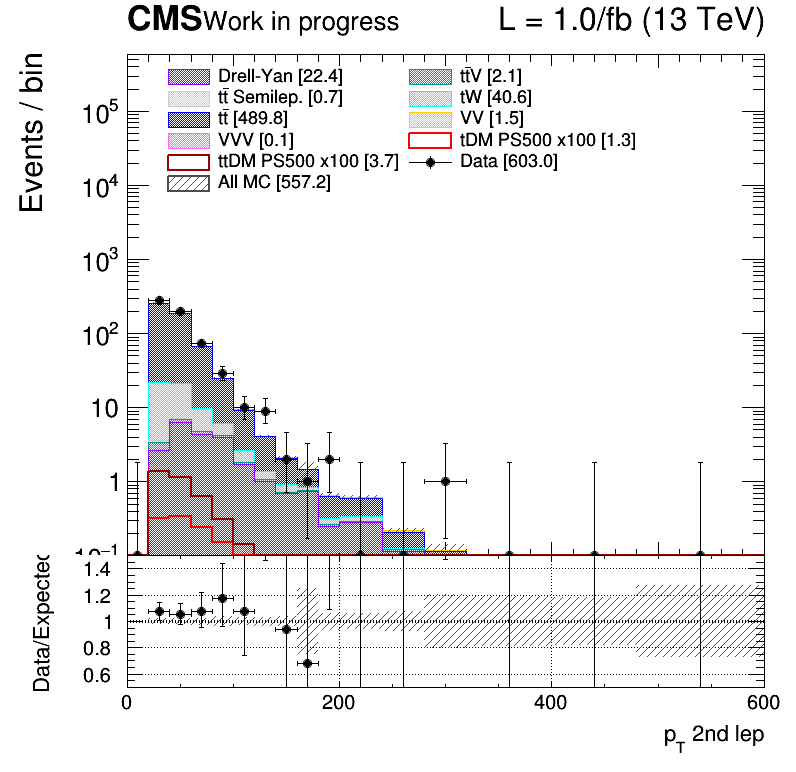 CMS Work in progress L = 1.0/fb (13 TeV)
Events / bin
Drell-Yan [22.4] tt̄V [2.1]
tt̄ Semilep. [0.7] tW [40.6]
tt̄ [489.8] VV [1.5]
VVV [0.1] tDM PS500 x100 [1.3]
ttDM PS500 x100 [3.7] Data [603.0]
All MC [557.2]
10⁵
10⁴
10³
10²
10
1
10⁻¹
Data/Expected
1.4
1.2
1
0.8
0.6
0 200 400 600
p_T 2nd lep